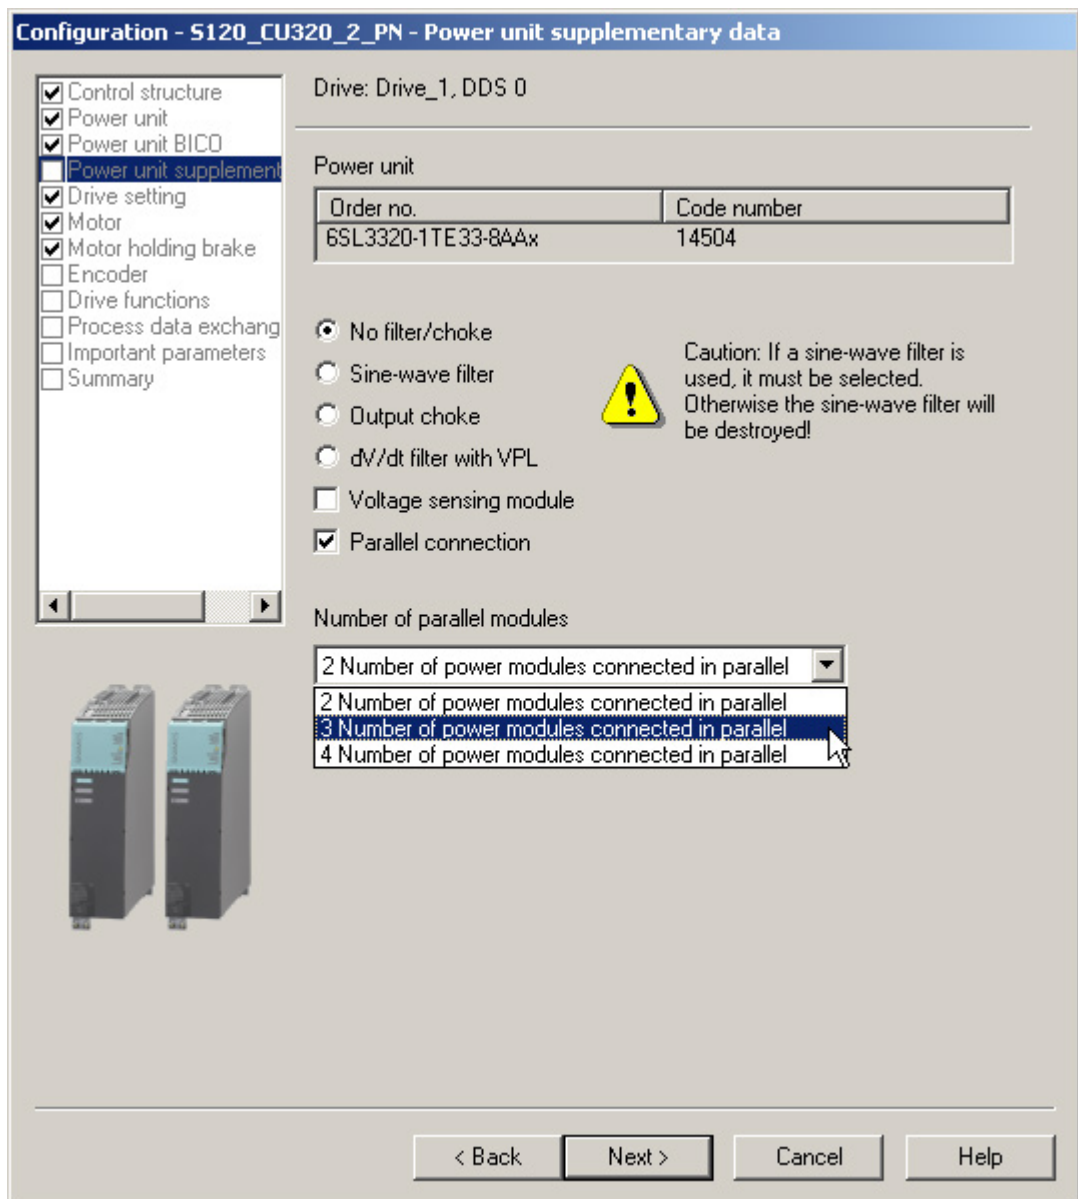 Configuration - S120_CU320_2_PN - Power unit supplementary data
Control structure
Power unit
Power unit BICO
Power unit supplement
Drive setting
Motor
Motor holding brake
Encoder
Drive functions
Process data exchang
Important parameters
Summary
Drive: Drive_1, DDS 0
Power unit
Order no. Code number
6SL3320-1TE33-8AAx 14504
No filter/choke
Sine-wave filter
Output choke
dV/dt filter with VPL
Voltage sensing module
Parallel connection
Caution: If a sine-wave filter is
used, it must be selected.
Otherwise the sine-wave filter will
be destroyed!
Number of parallel modules
2 Number of power modules connected in parallel
2 Number of power modules connected in parallel
3 Number of power modules connected in parallel
4 Number of power modules connected in parallel
< Back Next > Cancel Help